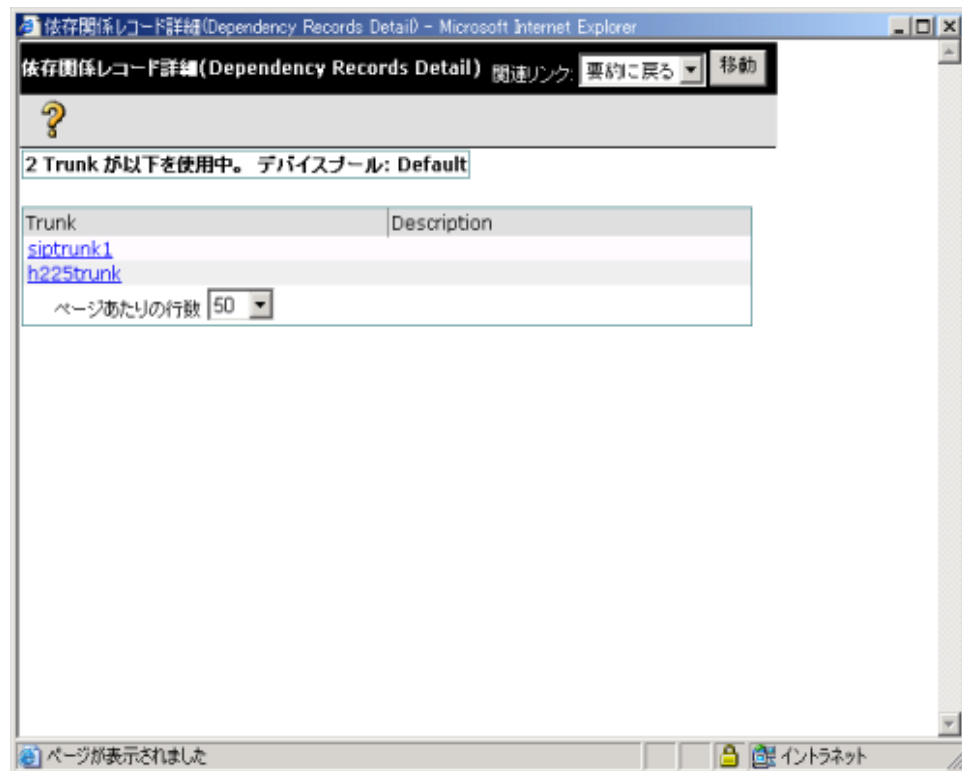 依存関係レコード詳細(Dependency Records Detail) - Microsoft Internet Explorer
依存関係レコード詳細(Dependency Records Detail) 関連リンク: 要約に戻る 移動
2 Trunk が以下を使用中。 デバイスプール: Default
Trunk Description
siptrunk1
h225trunk
ページあたりの行数 50
ページが表示されました イントラネット